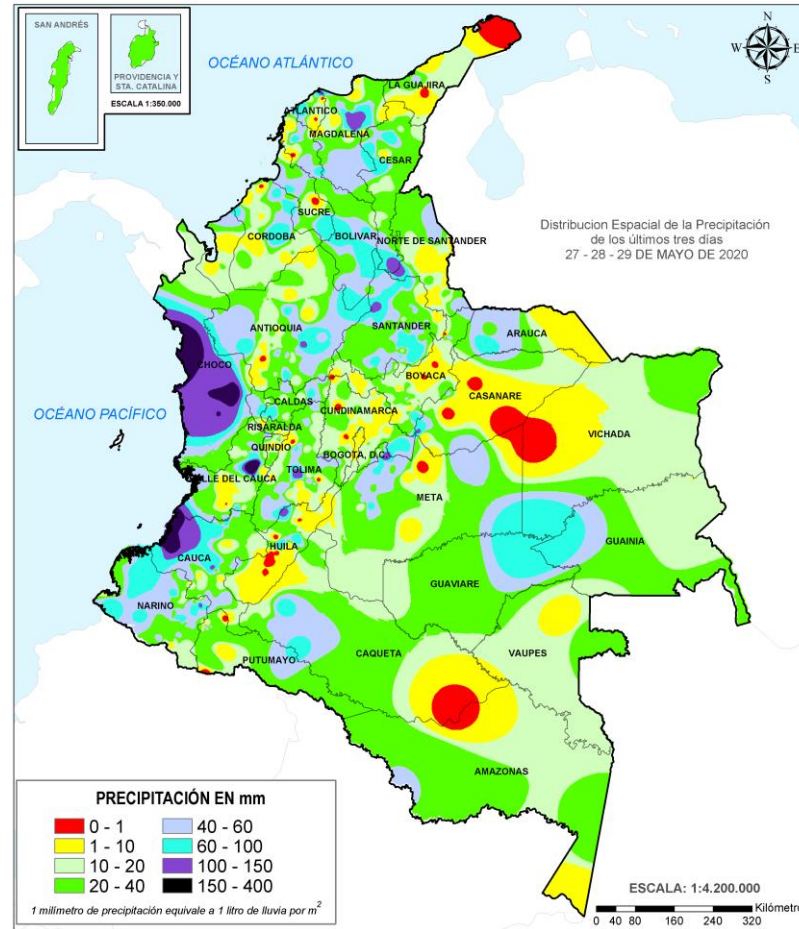 SAN ANDRÉS
PROVIDENCIA Y
STA. CATALINA
ESCALA 1:350.000
OCÉANO ATLÁNTICO
N
W
E
S
LA GUAJIRA
ATLANTICO
MAGDALENA
CESAR
SUCRE
CORDOBA
BOLIVAR
NORTE DE SANTANDER
Distribucion Espacial de la Precipitación
de los últimos tres días
27 - 28 - 29 DE MAYO DE 2020
ANTIOQUIA
SANTANDER
ARAUCA
CHOCO
BOYACA
CASANARE
CALDAS
CUNDINAMARCA
OCÉANO PACÍFICO
RISARALDA
VICHADA
QUINDIO
BOGOTA, D.C.
TOLIMA
VALLE DEL CAUCA
META
GUAINIA
HUILA
CAUCA
GUAVIARE
NARINO
CAQUETA
VAUPES
PUTUMAYO
AMAZONAS
PRECIPITACIÓN EN mm
0 - 1
40 - 60
1 - 10
60 - 100
10 - 20
100 - 150
20 - 40
150 - 400
1 milímetro de precipitación equivale a 1 litro de lluvia por m²
ESCALA: 1:4.200.000
Kilómetro
0 40 80 160 240 320